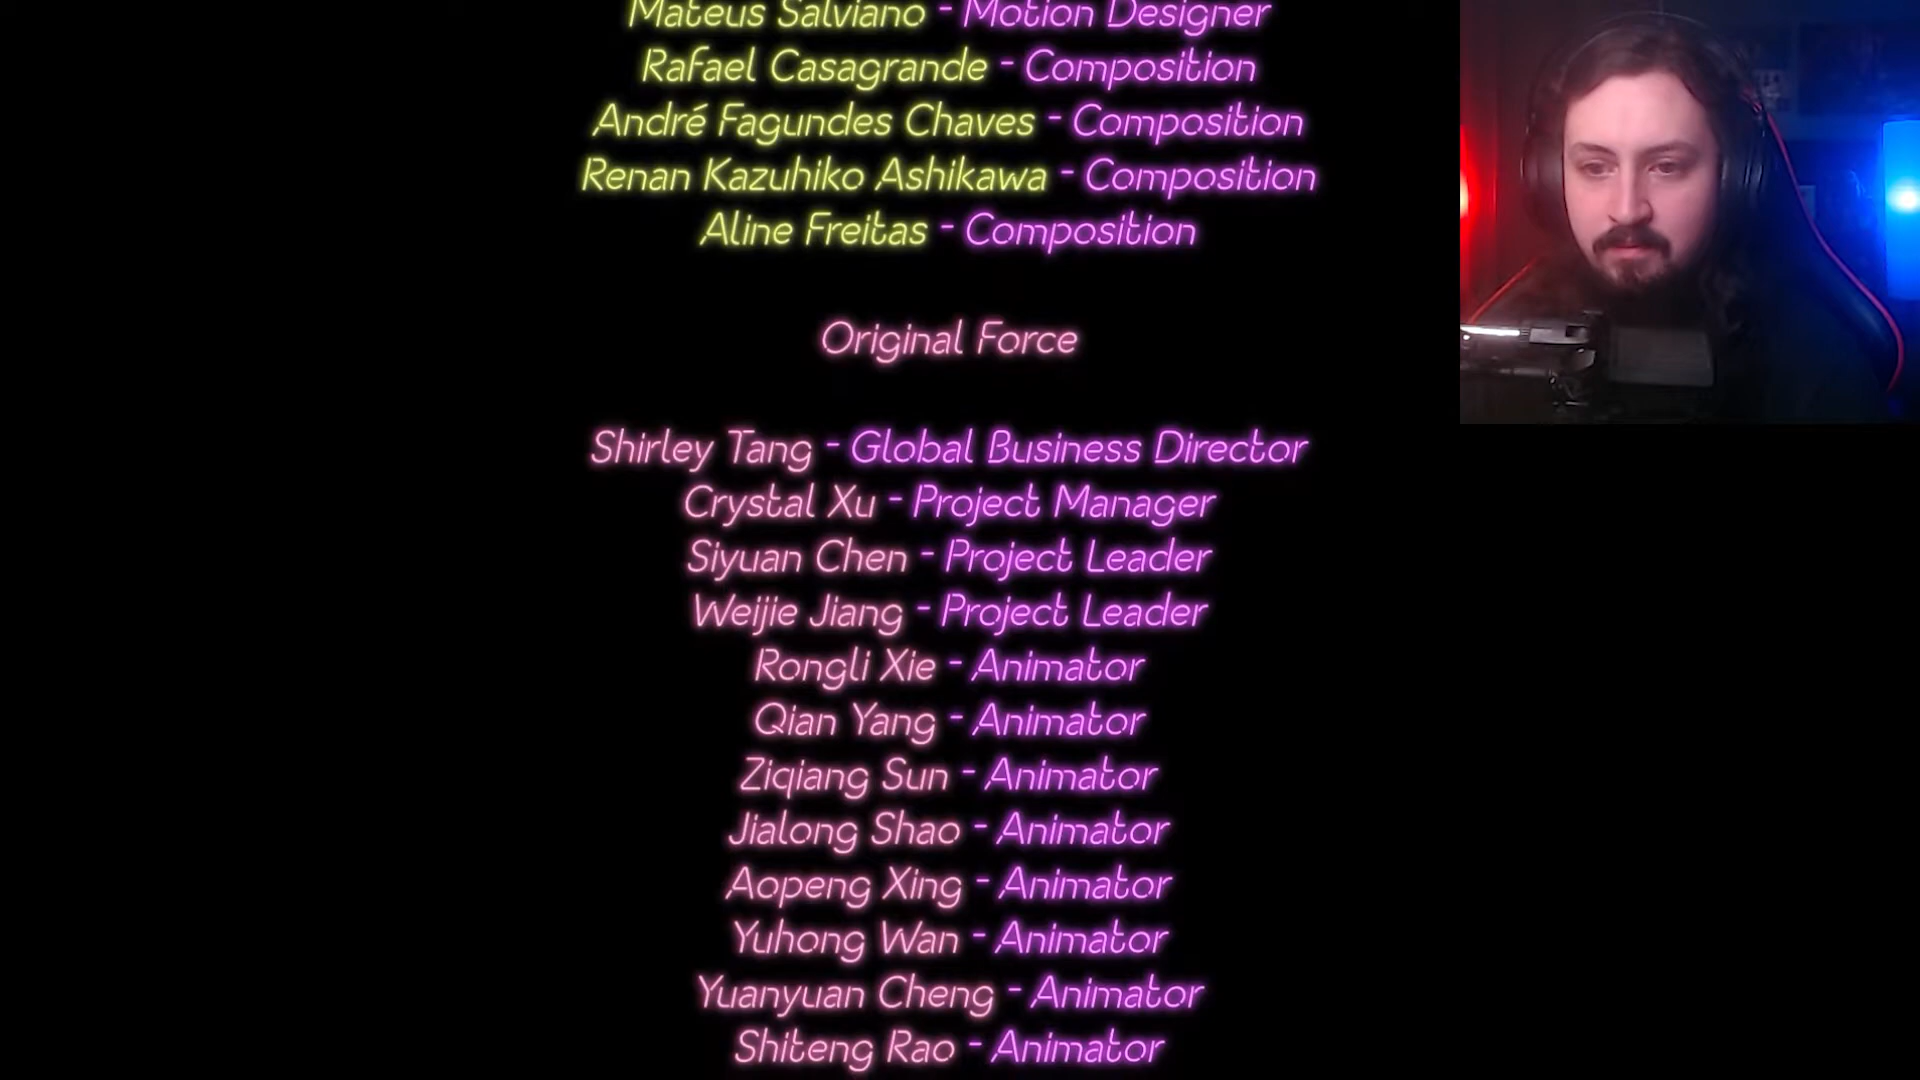 Mateus Salviano - Motion Designer
Rafael Casagrande - Composition
André Fagundes Chaves - Composition
Renan Kazuhiko Ashikawa - Composition
Aline Freitas - Composition
Original Force
Shirley Tang - Global Business Director
Crystal Xu - Project Manager
Siyuan Chen - Project Leader
Weijie Jiang - Project Leader
Rongli Xie - Animator
Qian Yang - Animator
Ziqiang Sun - Animator
Jialong Shao - Animator
Aopeng Xing - Animator
Yuhong Wan - Animator
Yuanyuan Cheng - Animator
Shiteng Rao - Animator